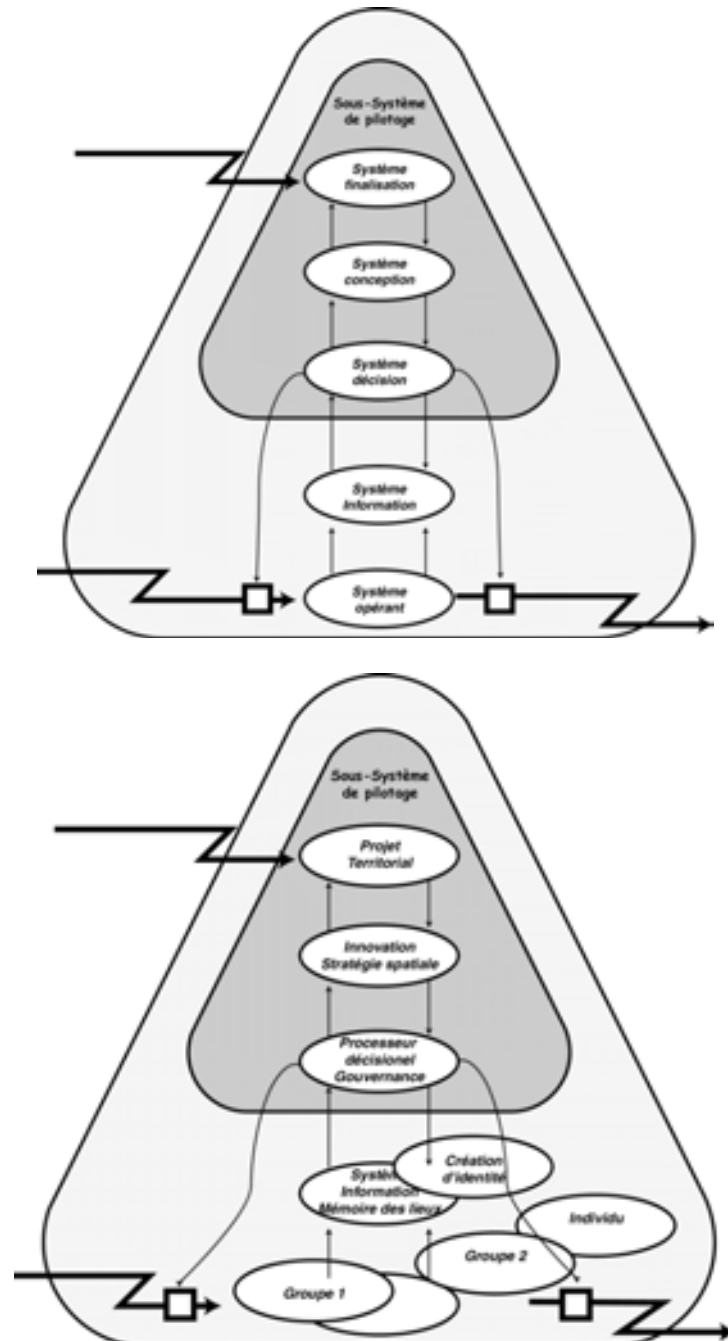 Sous-Système
de pilotage
Système
finalisation
Système
conception
Système
décision
Système
Information
Système
opérant
Sous-Système
de pilotage
Projet
Territorial
Innovation
Stratégie spatiale
Processeur
décisionel
Gouvernance
Création
d'identité
Systèm
Information
Mémoire des lieux
Individu
Groupe 2
Groupe 1